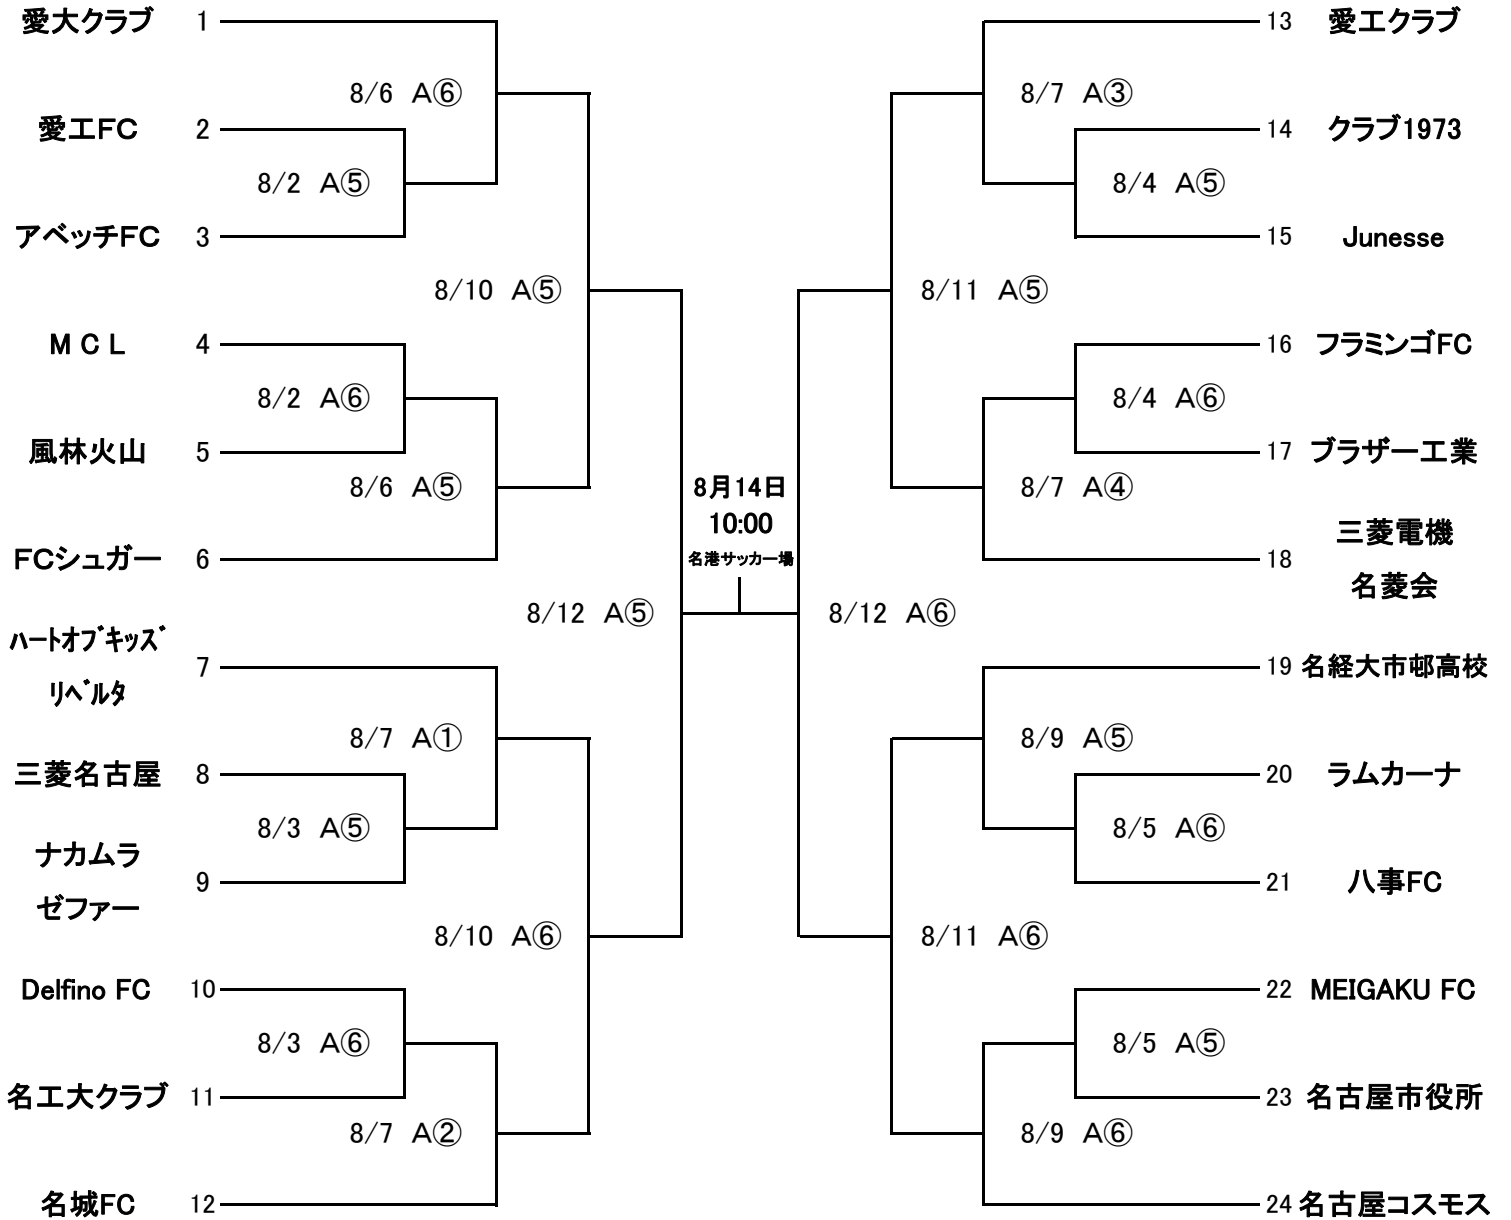 愛大クラブ 1
8/6 A⑥
愛工FC 2
8/2 A⑤
アベッチFC 3
8/10 A⑤
M C L 4
8/2 A⑥
風林火山 5
8/6 A⑤
FCシュガー 6
8/12 A⑤
ﾊｰﾄｵﾌﾞｷｯｽﾞ
7
ﾘﾍﾞﾙﾀ
8/7 A①
三菱名古屋 8
8/3 A⑤
ナカムラ
9
ゼファー
8/10 A⑥
Delfino FC 10
8/3 A⑥
名工大クラブ 11
8/7 A②
名城FC 12
8月14日
10:00
名港サッカー場
13 愛工クラブ
8/7 A③
14 クラブ1973
8/4 A⑤
15 Junesse
8/11 A⑤
16 フラミンゴFC
8/4 A⑥
17 ブラザー工業
8/7 A④
三菱電機
18
名菱会
8/12 A⑥
19 名経大市邨高校
8/9 A⑤
20 ラムカーナ
8/5 A⑥
21 八事FC
8/11 A⑥
22 MEIGAKU FC
8/5 A⑤
23 名古屋市役所
8/9 A⑥
24 名古屋コスモス